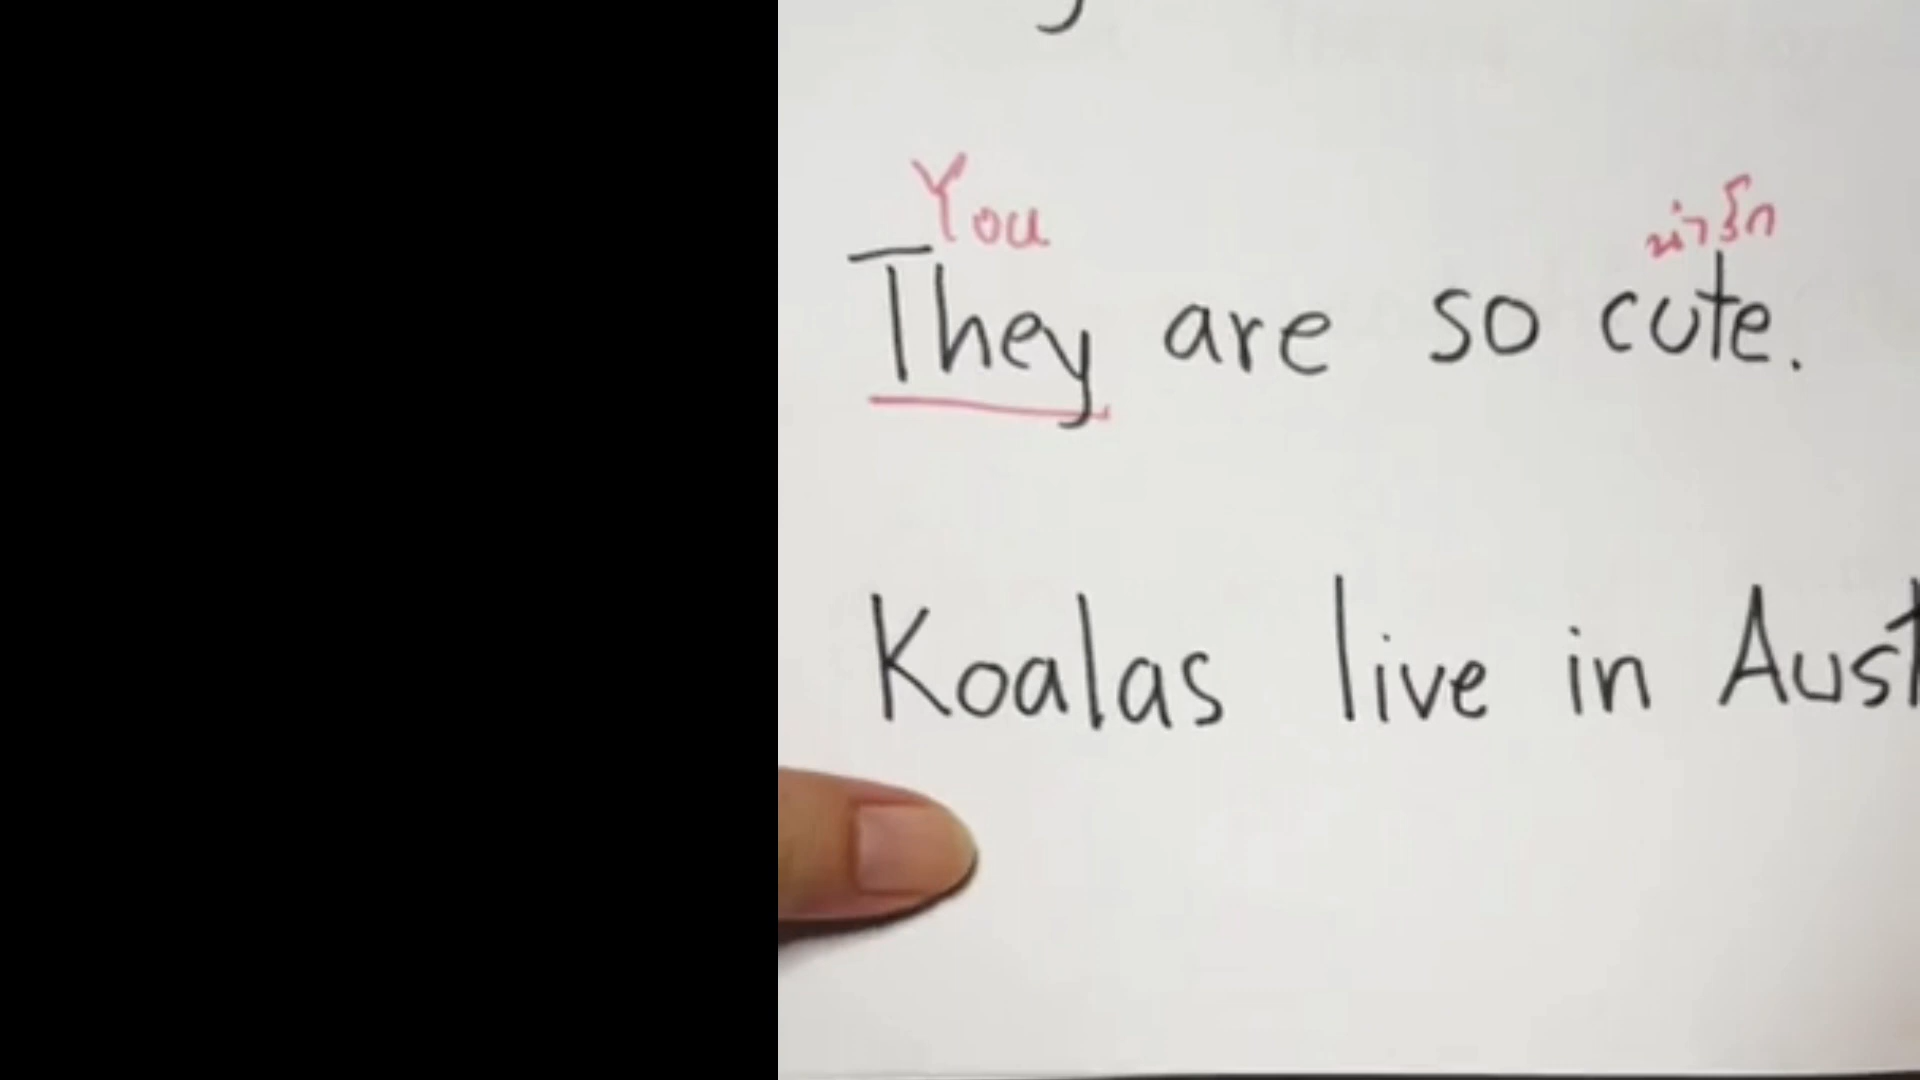 You น่ารัก
They are so cute.
Koalas live in Aust